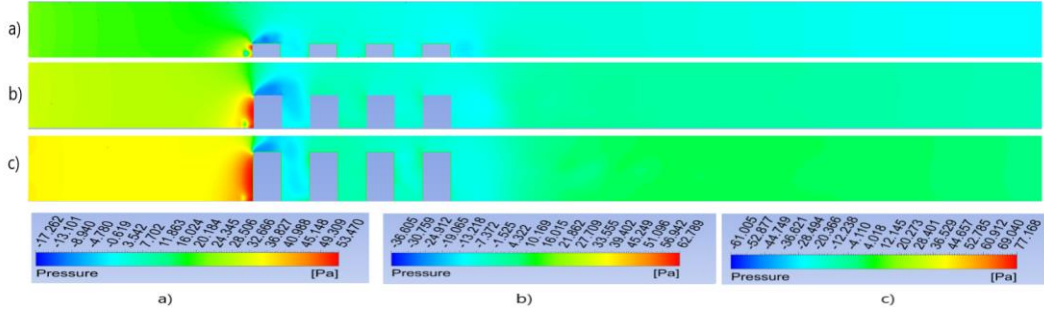 a)
b)
c)
-17.262 -13.101 -8.940 -4.780 -0.619 3.542 7.702 11.863 16.024 20.184 24.345 28.506 32.666 36.827 40.988 45.148 49.309 53.470
Pressure [Pa]
a)
-36.605 -30.759 -24.912 -19.065 -13.218 -7.372 -1.525 4.322 10.169 16.015 21.862 27.709 33.555 39.402 45.249 51.096 56.942 62.789
Pressure [Pa]
b)
-61.005 -52.877 -44.749 -36.621 -28.494 -20.366 -12.238 -4.110 4.018 12.145 20.273 28.401 36.529 44.657 52.785 60.912 69.040 77.168
Pressure [Pa]
c)